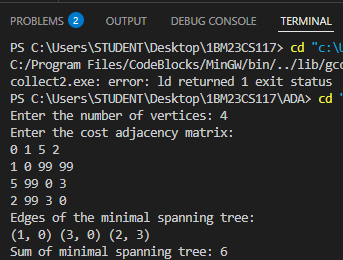 PROBLEMS 2 OUTPUT DEBUG CONSOLE TERMINAL
PS C:\Users\STUDENT\Desktop\1BM23CS117> cd "c:\U
C:/Program Files/CodeBlocks/MinGW/bin/../lib/gcc
collect2.exe: error: ld returned 1 exit status
PS C:\Users\STUDENT\Desktop\1BM23CS117\ADA> cd "
Enter the number of vertices: 4
Enter the cost adjacency matrix:
0 1 5 2
1 0 99 99
5 99 0 3
2 99 3 0
Edges of the minimal spanning tree:
(1, 0) (3, 0) (2, 3)
Sum of minimal spanning tree: 6